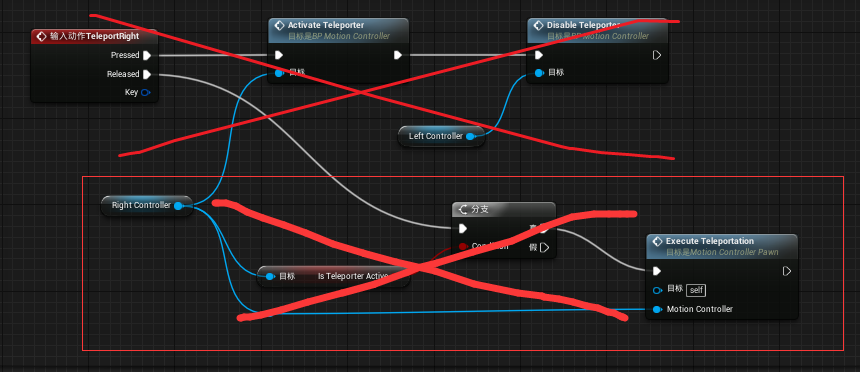 输入动作TeleportRight
Pressed
Released
Key
Activate Teleporter
目标是BP Motion Controller
目标
Disable Teleporter
目标是BP Motion Controller
目标
Left Controller
Right Controller
分支
Condition
真
假
目标
Is Teleporter Active
Execute Teleportation
目标是Motion Controller Pawn
目标 self
Motion Controller